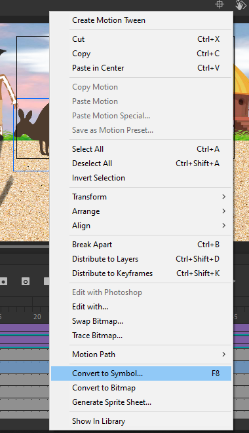 Create Motion Tween
Cut Ctrl+X
Copy Ctrl+C
Paste in Center Ctrl+V
Copy Motion
Paste Motion
Paste Motion Special...
Save as Motion Preset...
Select All Ctrl+A
Deselect All Ctrl+Shift+A
Invert Selection
Transform
Arrange
Align
Break Apart Ctrl+B
Distribute to Layers Ctrl+Shift+D
Distribute to Keyframes Ctrl+Shift+K
Edit with Photoshop
Edit with...
Swap Bitmap...
Trace Bitmap...
Motion Path
Convert to Symbol... F8
Convert to Bitmap
Generate Sprite Sheet...
Show In Library
20